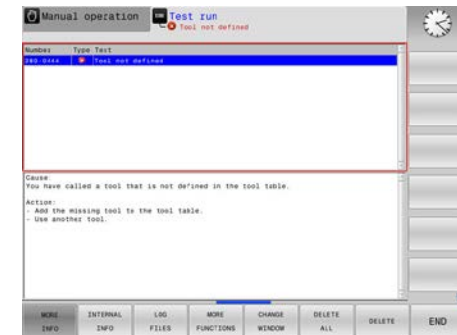 Manual operation
Test run
Tool not defined
Number Type Text
280-0444 Tool not defined
Cause:
You have called a tool that is not defined in the tool table.
Action:
- Add the missing tool to the tool table.
- Use another tool.
MORE INFO
INTERNAL INFO
LOG FILES
MORE FUNCTIONS
CHANGE WINDOW
DELETE ALL
DELETE
END